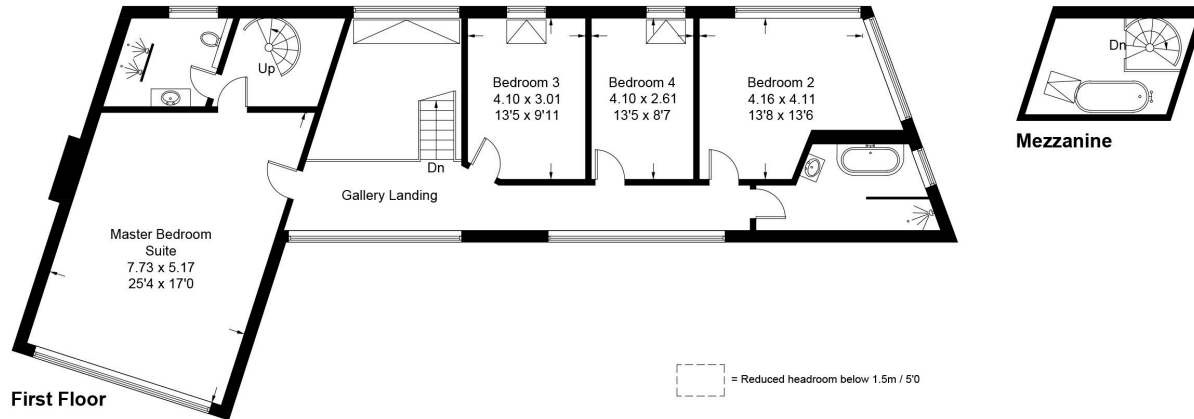 Up
Dn
Gallery Landing
Master Bedroom
Suite
7.73 x 5.17
25'4 x 17'0
Bedroom 3
4.10 x 3.01
13'5 x 9'11
Bedroom 4
4.10 x 2.61
13'5 x 8'7
Bedroom 2
4.16 x 4.11
13'8 x 13'6
Dn
Mezzanine
First Floor
= Reduced headroom below 1.5m / 5'0